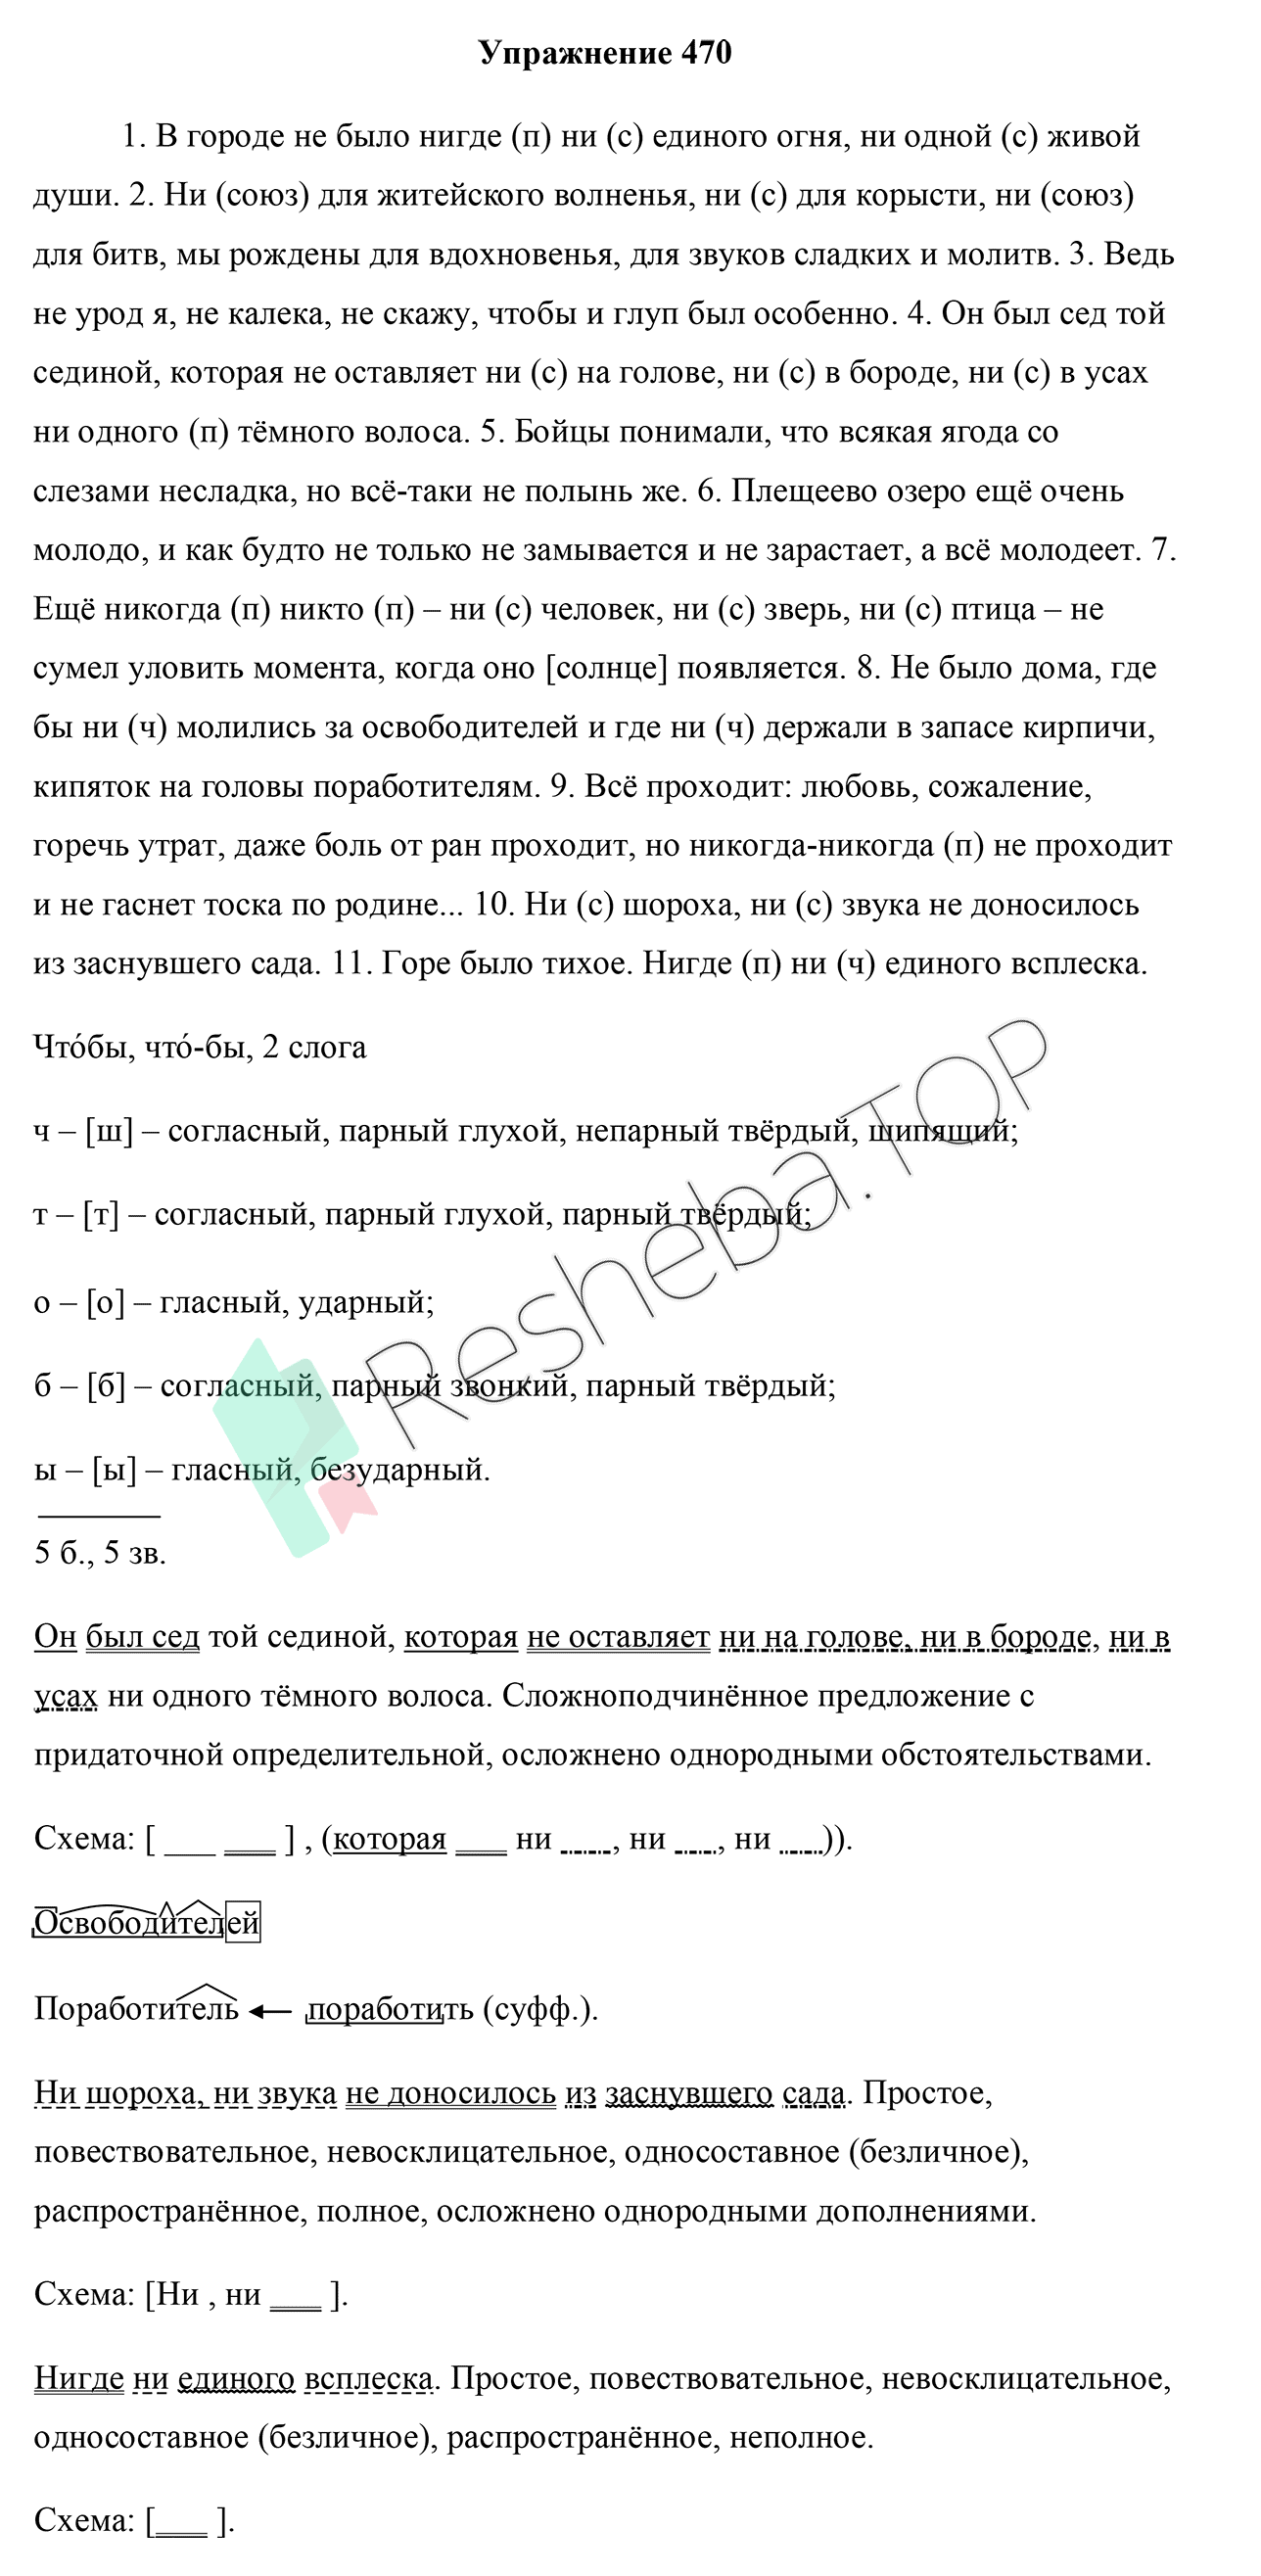 Упражнение 470
1. В городе не было нигде (п) ни (с) единого огня, ни одной (с) живой
души. 2. Ни (союз) для житейского волненья, ни (с) для корысти, ни (союз)
для битв, мы рождены для вдохновенья, для звуков сладких и молитв. 3. Ведь
не урод я, не калека, не скажу, чтобы и глуп был особенно. 4. Он был сед той
сединой, которая не оставляет ни (с) на голове, ни (с) в бороде, ни (с) в усах
ни одного (п) тёмного волоса. 5. Бойцы понимали, что всякая ягода со
слезами несладка, но всё-таки не полынь же. 6. Плещеево озеро ещё очень
молодо, и как будто не только не замывается и не зарастает, а всё молодеет. 7.
Ещё никогда (п) никто (п) – ни (с) человек, ни (с) зверь, ни (с) птица – не
сумел уловить момента, когда оно [солнце] появляется. 8. Не было дома, где
бы ни (ч) молились за освободителей и где ни (ч) держали в запасе кирпичи,
кипяток на головы поработителям. 9. Всё проходит: любовь, сожаление,
горечь утрат, даже боль от ран проходит, но никогда-никогда (п) не проходит
и не гаснет тоска по родине... 10. Ни (с) шороха, ни (с) звука не доносилось
из заснувшего сада. 11. Горе было тихое. Нигде (п) ни (ч) единого всплеска.
Что́бы, что́-бы, 2 слога
ч – [ш] – согласный, парный глухой, непарный твёрдый, шипящий;
т – [т] – согласный, парный глухой, парный твёрдый;
о – [о] – гласный, ударный;
б – [б] – согласный, парный звонкий, парный твёрдый;
ы – [ы] – гласный, безударный.
5 б., 5 зв.
Он был сед той сединой, которая не оставляет ни на голове, ни в бороде, ни в
усах ни одного тёмного волоса. Сложноподчинённое предложение с
придаточной определительной, осложнено однородными обстоятельствами.
Схема: [ ___ ___ ] , (которая ___ ни ___, ни ___, ни ___)).
Освободителей
Поработитель ← поработить (суфф.).
Ни шороха, ни звука не доносилось из заснувшего сада. Простое,
повествовательное, невосклицательное, односоставное (безличное),
распространённое, полное, осложнено однородными дополнениями.
Схема: [Ни , ни ___ ].
Нигде ни единого всплеска. Простое, повествовательное, невосклицательное,
односоставное (безличное), распространённое, неполное.
Схема: [___ ].
Resheba.TOP